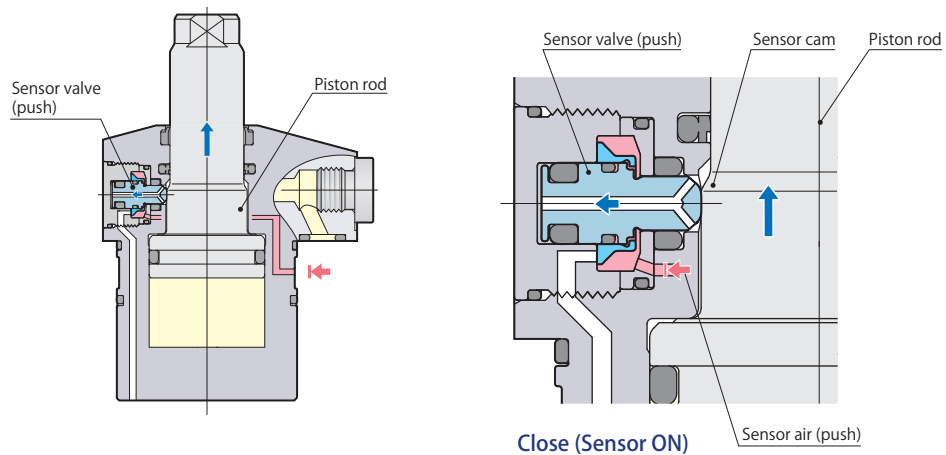 Sensor valve
(push)
Piston rod
Sensor valve (push)
Sensor cam
Piston rod
Sensor air (push)
Close (Sensor ON)